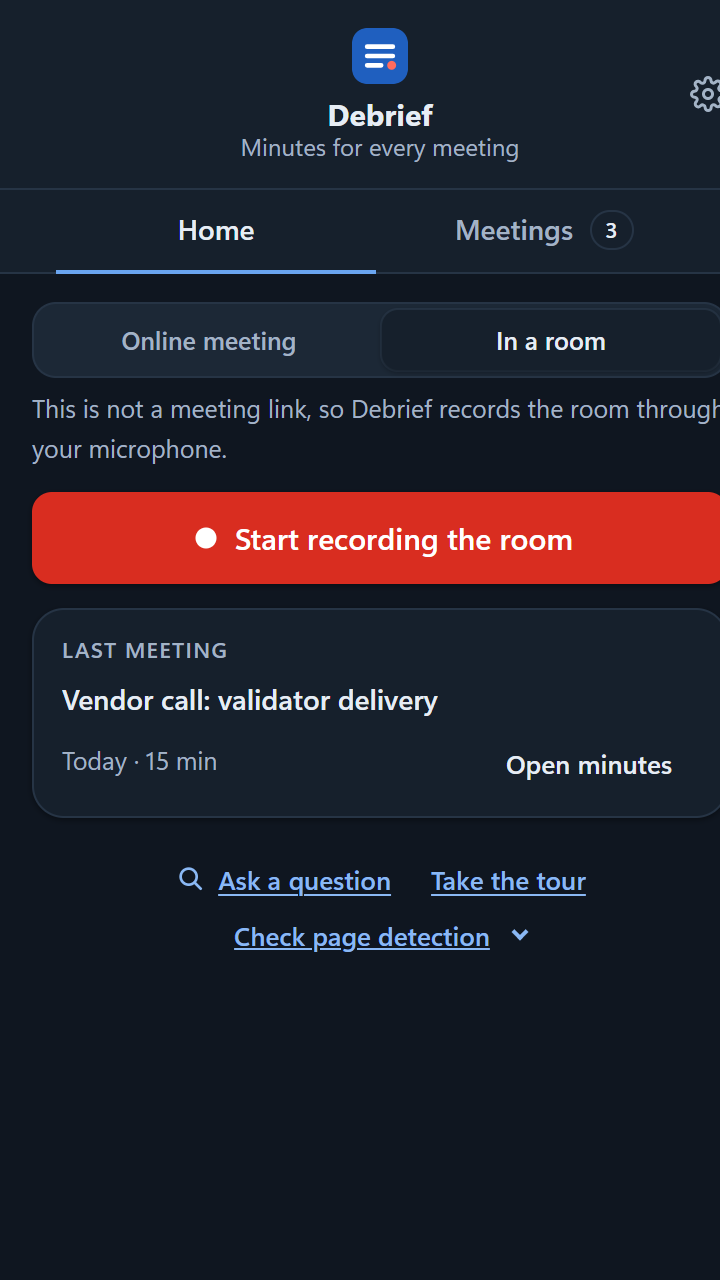 Debrief
Minutes for every meeting
Home
Meetings 3
Online meeting
In a room
This is not a meeting link, so Debrief records the room through
your microphone.
Start recording the room
LAST MEETING
Vendor call: validator delivery
Today · 15 min
Open minutes
Ask a question
Take the tour
Check page detection